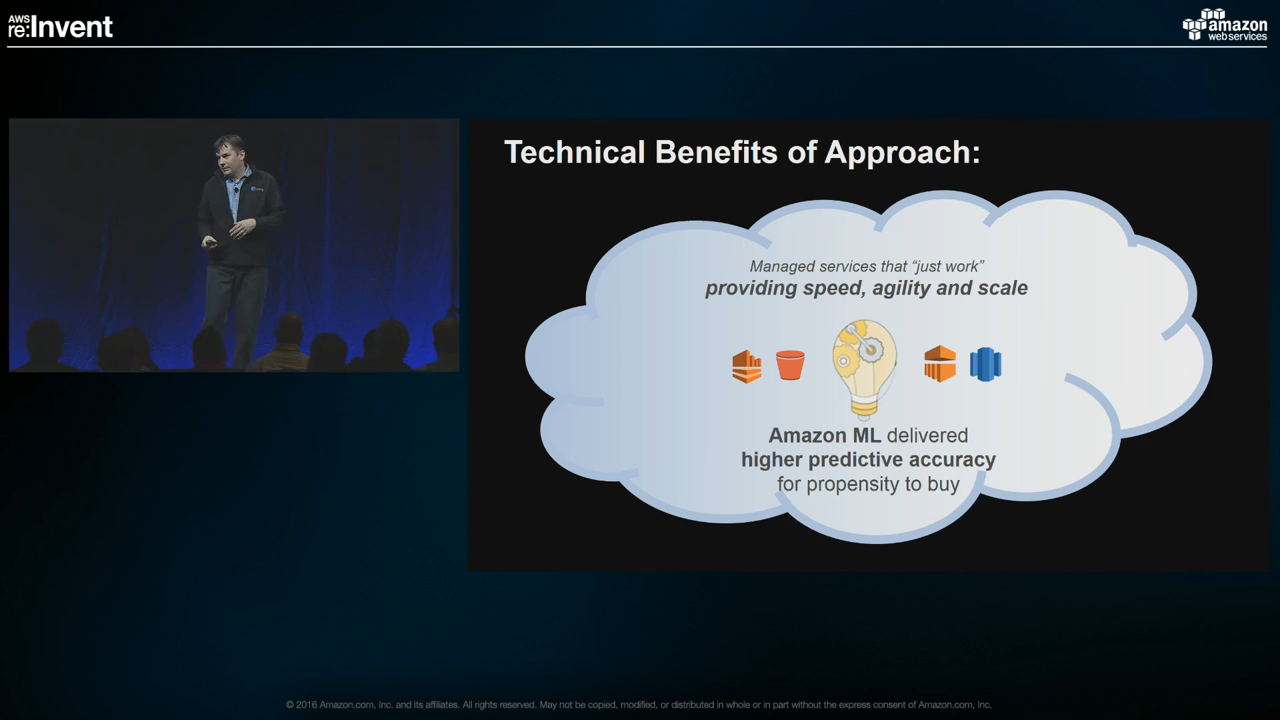 AWS
re:Invent
amazon
web services
Technical Benefits of Approach:
Managed services that “just work”
providing speed, agility and scale
Amazon ML delivered
higher predictive accuracy
for propensity to buy
© 2016 Amazon.com, Inc. and its affiliates. All rights reserved. May not be copied, modified, or distributed in whole or in part without the express consent of Amazon.com, Inc.